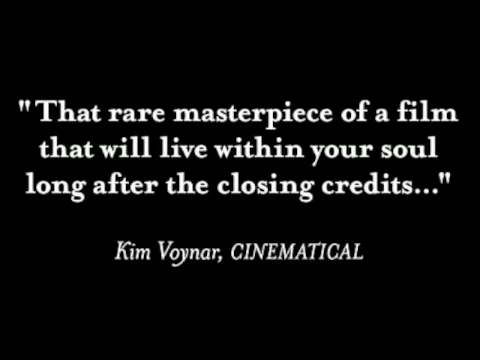 "That rare masterpiece of a film
that will live within your soul
long after the closing credits..."
Kim Voynar, CINEMATICAL